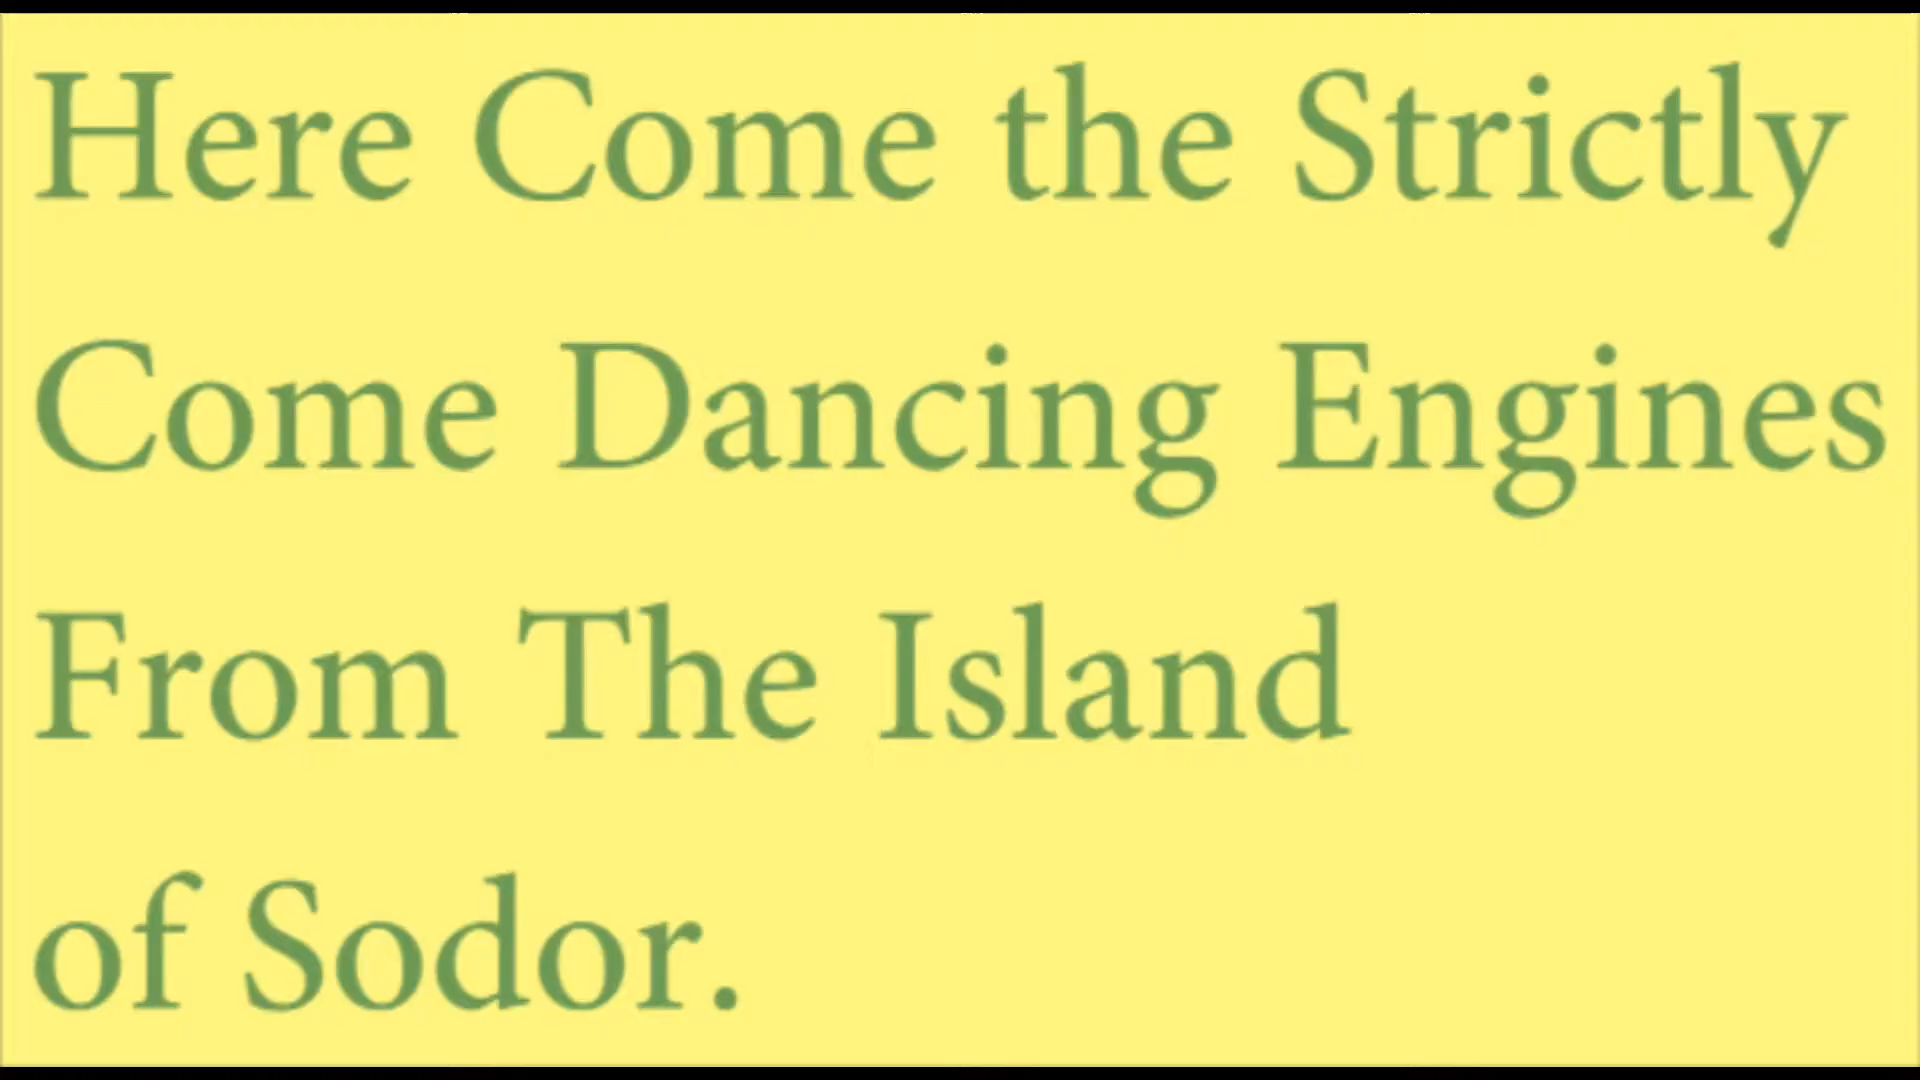 Here Come the Strictly
Come Dancing Engines
From The Island
of Sodor.